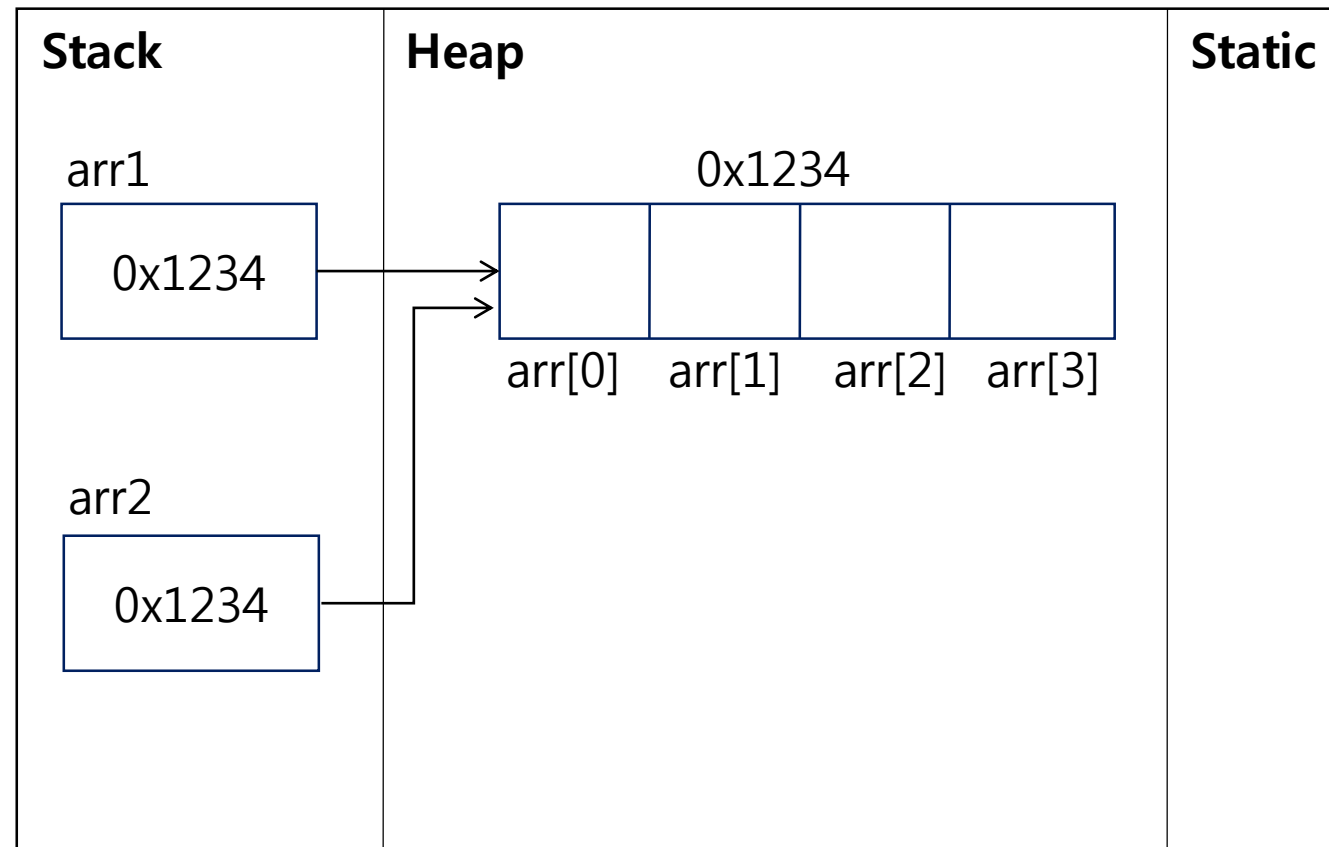 Stack Heap Static
arr1 0x1234
0x1234
arr[0] arr[1] arr[2] arr[3]
arr2
0x1234